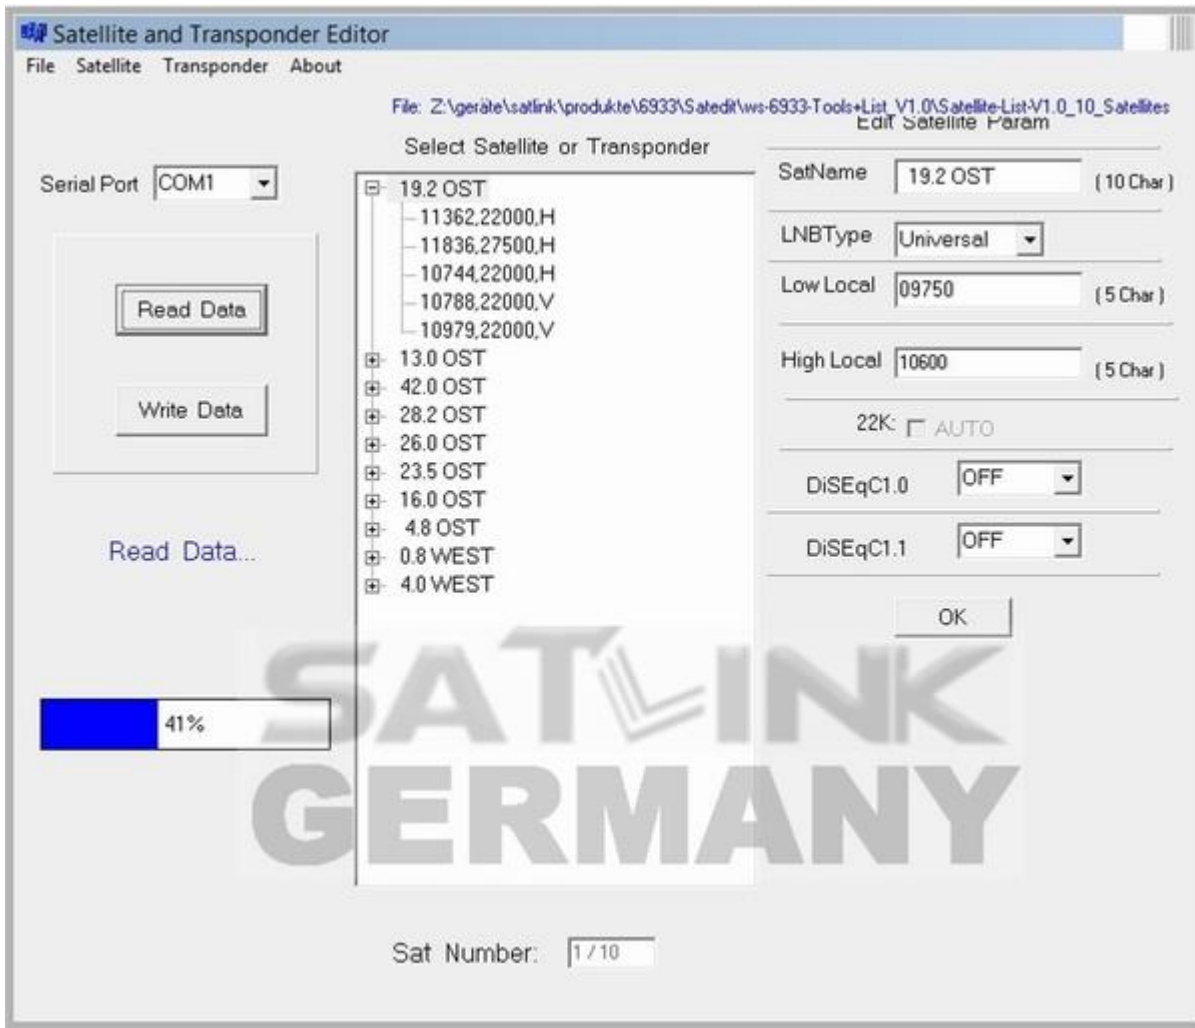 Satellite and Transponder Editor
File Satellite Transponder About
File: Z:\geräte\satlink\produkte\6933\Satedit\ws-6933-Tools+List_V1.0\Satellite-List-V1.0_10_Satellites
Edit Satellite Param
Select Satellite or Transponder
Serial Port COM1
Read Data
Write Data
Read Data...
41%
19.2 OST
11362,22000,H
11836,27500,H
10744,22000,H
10788,22000,V
10979,22000,V
13.0 OST
42.0 OST
28.2 OST
26.0 OST
23.5 OST
16.0 OST
4.8 OST
0.8 WEST
4.0 WEST
SatName 19.2 OST ( 10 Char )
LNBType Universal
Low Local 09750 ( 5 Char )
High Local 10600 ( 5 Char )
22K: AUTO
DiSEqC1.0 OFF
DiSEqC1.1 OFF
OK
SATLINK
GERMANY
Sat Number: 1 / 10